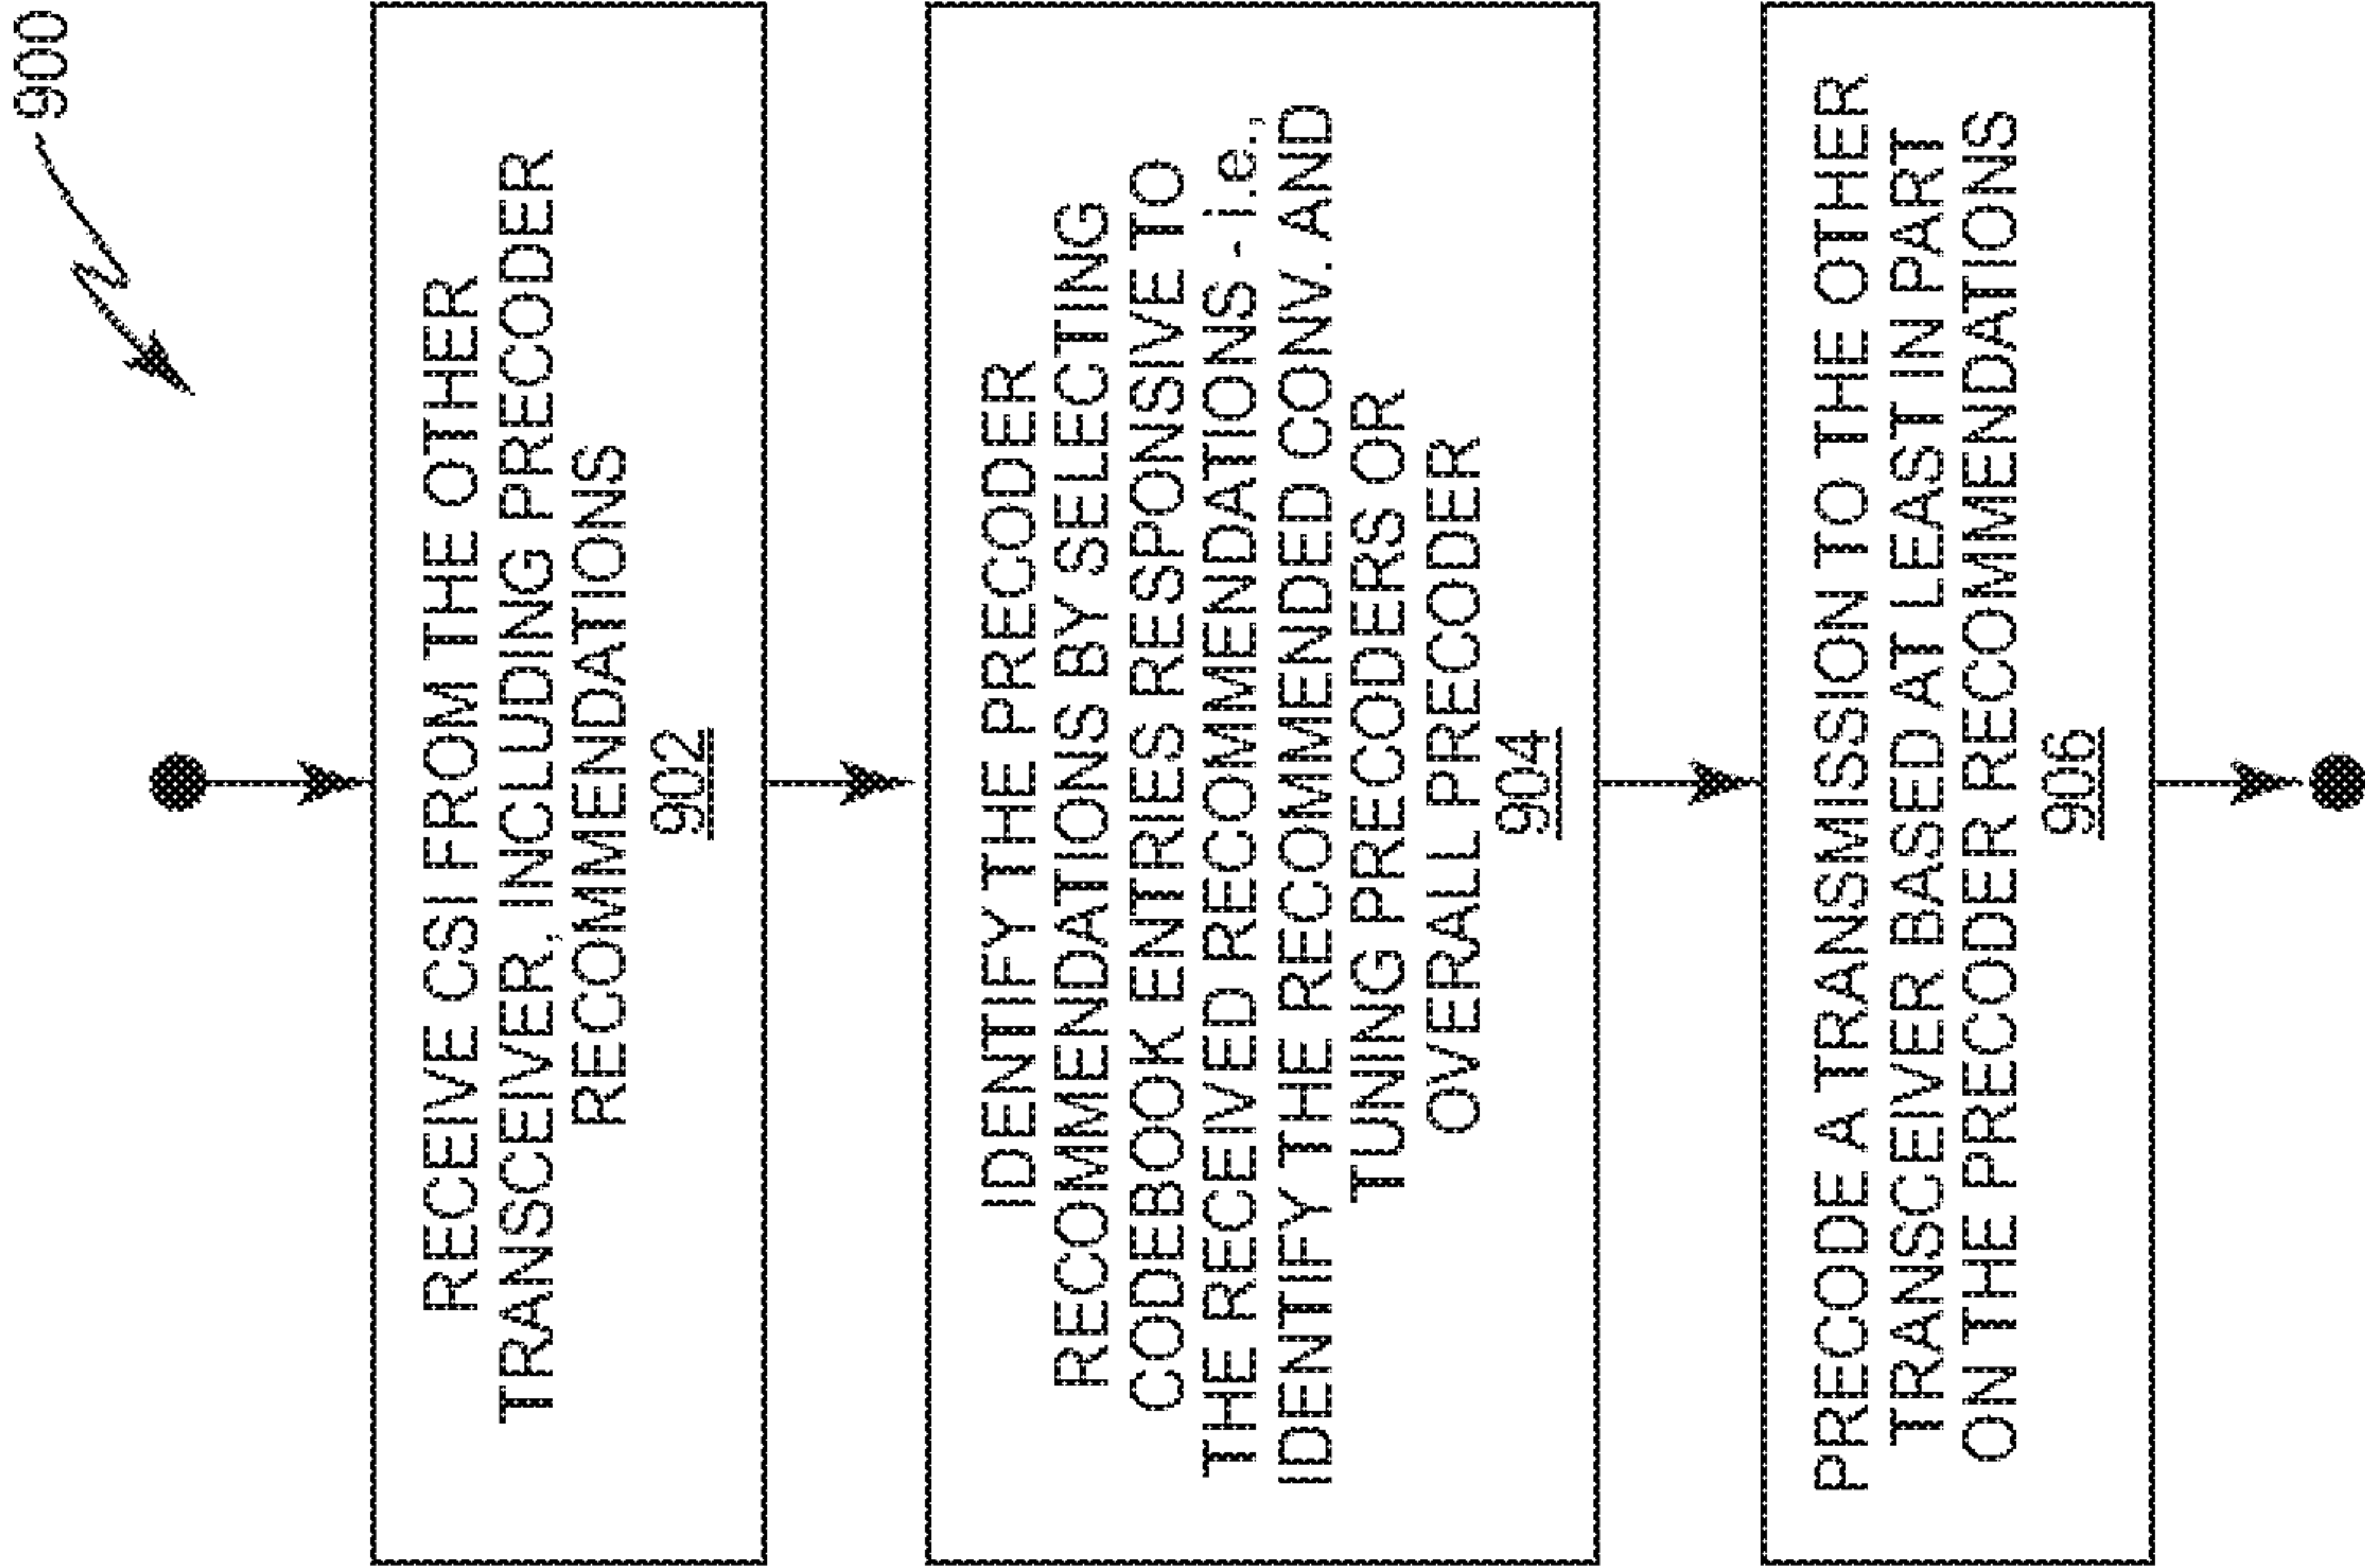 900
RECEIVE CSI FROM THE OTHER
TRANSCEIVER, INCLUDING PRECODER
RECOMMENDATIONS
902
IDENTIFY THE PRECODER
RECOMMENDATIONS BY SELECTING
CODEBOOK ENTRIES RESPONSIVE TO
THE RECEIVED RECOMMENDATIONS - i.e.,
IDENTIFY THE RECOMMENDED CONV. AND
TUNING PRECODERS OR
OVERALL PRECODER
904
PRECODE A TRANSMISSION TO THE OTHER
TRANSCEIVER BASED AT LEAST IN PART
ON THE PRECODER RECOMMENDATIONS
906